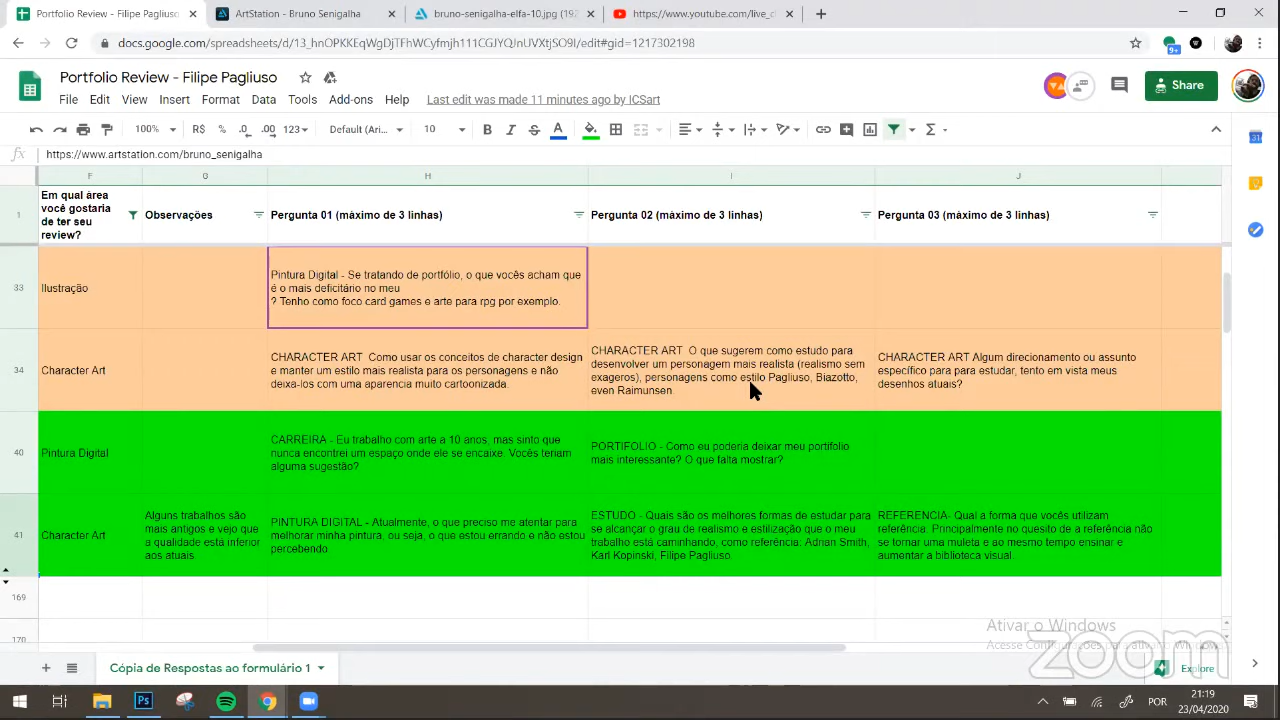 Portfolio Review - Filipe Pagliuso
ArtStation - Bruno Senigalha
bruno-senigalha-elfa-10.jpg (192
https://www.youtube.com/live_c
Portfolio Review - Filipe Pagliuso
File Edit View Insert Format Data Tools Add-ons Help Last edit was made 11 minutes ago by ICSart
Share
100% R$ % .0 .00 123 Default (Ari... 10
https://www.artstation.com/bruno_senigalha
F G H I J
1
Em qual área
você gostaria
de ter seu
review?
Observações
Pergunta 01 (máximo de 3 linhas)
Pergunta 02 (máximo de 3 linhas)
Pergunta 03 (máximo de 3 linhas)
33
Ilustração
Pintura Digital - Se tratando de portfólio, o que vocês acham que
é o mais deficitário no meu
? Tenho como foco card games e arte para rpg por exemplo.
34
Character Art
CHARACTER ART Como usar os conceitos de character design
e manter um estilo mais realista para os personagens e não
deixa-los com uma aparencia muito cartoonizada.
CHARACTER ART O que sugerem como estudo para
desenvolver um personagem mais realista (realismo sem
exageros), personagens como estilo Pagliuso, Biazotto,
even Raimunsen.
CHARACTER ART Algum direcionamento ou assunto
específico para para estudar, tento em vista meus
desenhos atuais?
40
Pintura Digital
CARREIRA - Eu trabalho com arte a 10 anos, mas sinto que
nunca encontrei um espaço onde ele se encaixe. Vocês teriam
alguma sugestão?
PORTIFOLIO - Como eu poderia deixar meu portifolio
mais interessante? O que falta mostrar?
41
Character Art
Alguns trabalhos são
mais antigos e vejo que
a qualidade está inferior
aos atuais.
PINTURA DIGITAL - Atualmente, o que preciso me atentar para
melhorar minha pintura, ou seja, o que estou errando e não estou
percebendo.
ESTUDO - Quais são os melhores formas de estudar para
se alcançar o grau de realismo e estilização que o meu
trabalho está caminhando, como referência: Adrian Smith,
Karl Kopinski, Filipe Pagliuso.
REFERENCIA- Qual a forma que vocês utilizam
referência. Principalmente no quesito de a referência não
se tornar uma muleta e ao mesmo tempo ensinar e
aumentar a biblioteca visual.
169
170
Ativar o Windows
zoom
Cópia de Respostas ao formulário 1
Explore
POR
21:19
23/04/2020